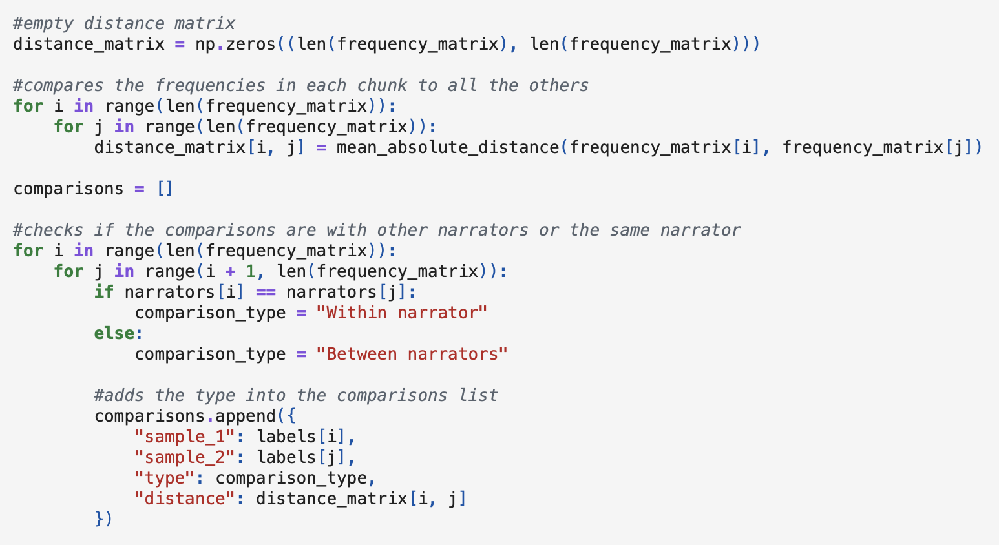 #empty distance matrix
distance_matrix = np.zeros((len(frequency_matrix), len(frequency_matrix)))

#compares the frequencies in each chunk to all the others
for i in range(len(frequency_matrix)):
    for j in range(len(frequency_matrix)):
        distance_matrix[i, j] = mean_absolute_distance(frequency_matrix[i], frequency_matrix[j])

comparisons = []

#checks if the comparisons are with other narrators or the same narrator
for i in range(len(frequency_matrix)):
    for j in range(i + 1, len(frequency_matrix)):
        if narrators[i] == narrators[j]:
            comparison_type = "Within narrator"
        else:
            comparison_type = "Between narrators"

        #adds the type into the comparisons list
        comparisons.append({
            "sample_1": labels[i],
            "sample_2": labels[j],
            "type": comparison_type,
            "distance": distance_matrix[i, j]
        })